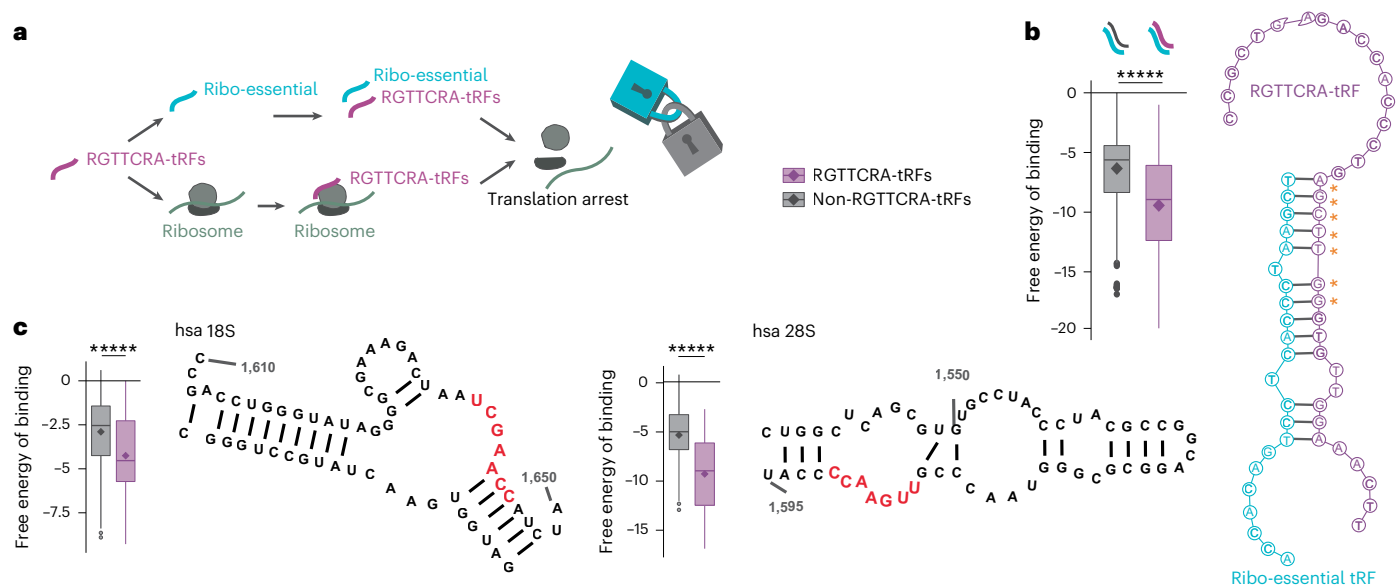 a
Ribo-essential
Ribo-essential
RGTTCRA-tRFs
RGTTCRA-tRFs
RGTTCRA-tRFs
Ribosome
Ribosome
Translation arrest
RGTTCRA-tRFs
Non-RGTTCRA-tRFs
b
*****
Free energy of binding
0
−5
−10
−15
−20
RGTTCRA-tRF
Ribo-essential tRF
c
*****
Free energy of binding
0
−2.5
−5
−7.5
hsa 18S
1,610
1,650
*****
Free energy of binding
0
−5
−10
−15
hsa 28S
1,550
1,595